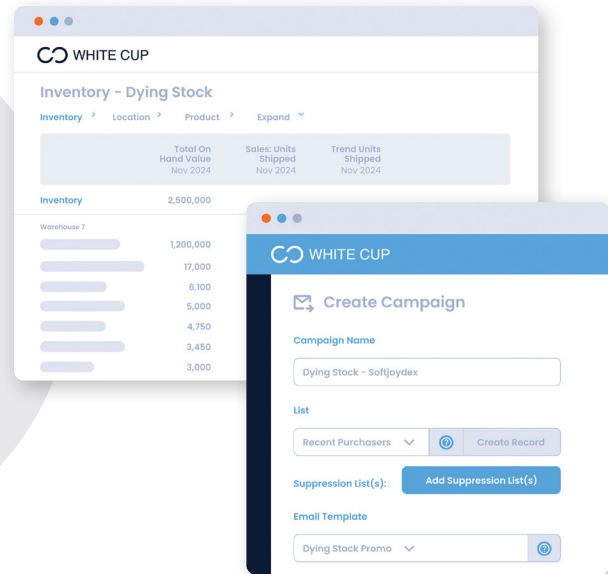 WHITE CUP
Inventory - Dying Stock
Inventory > Location > Product > Expand
Total On Hand Value Nov 2024
Sales: Units Shipped Nov 2024
Trend Units Shipped Nov 2024
Inventory 2,500,000
Warehouse 7
1,200,000
17,000
6,100
5,000
4,750
3,450
3,000
WHITE CUP
Create Campaign
Campaign Name
Dying Stock - Softjoydex
List
Recent Purchasers ? Create Record
Suppression List(s): Add Suppression List(s)
Email Template
Dying Stock Promo ?